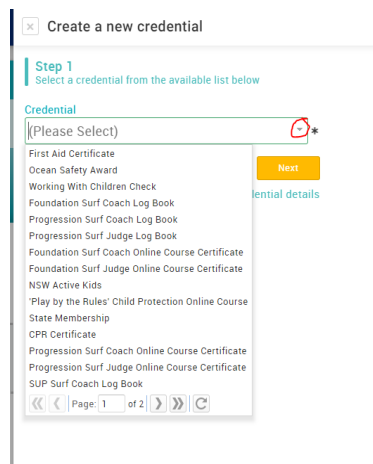 Create a new credential
Step 1
Select a credential from the available list below
Credential
(Please Select) *
First Aid Certificate
Ocean Safety Award
Working With Children Check
Foundation Surf Coach Log Book
Progression Surf Coach Log Book
Progression Surf Judge Log Book
Foundation Surf Coach Online Course Certificate
Foundation Surf Judge Online Course Certificate
NSW Active Kids
'Play by the Rules' Child Protection Online Course
State Membership
CPR Certificate
Progression Surf Coach Online Course Certificate
Progression Surf Judge Online Course Certificate
SUP Surf Coach Log Book
Page: 1 of 2
Next
details